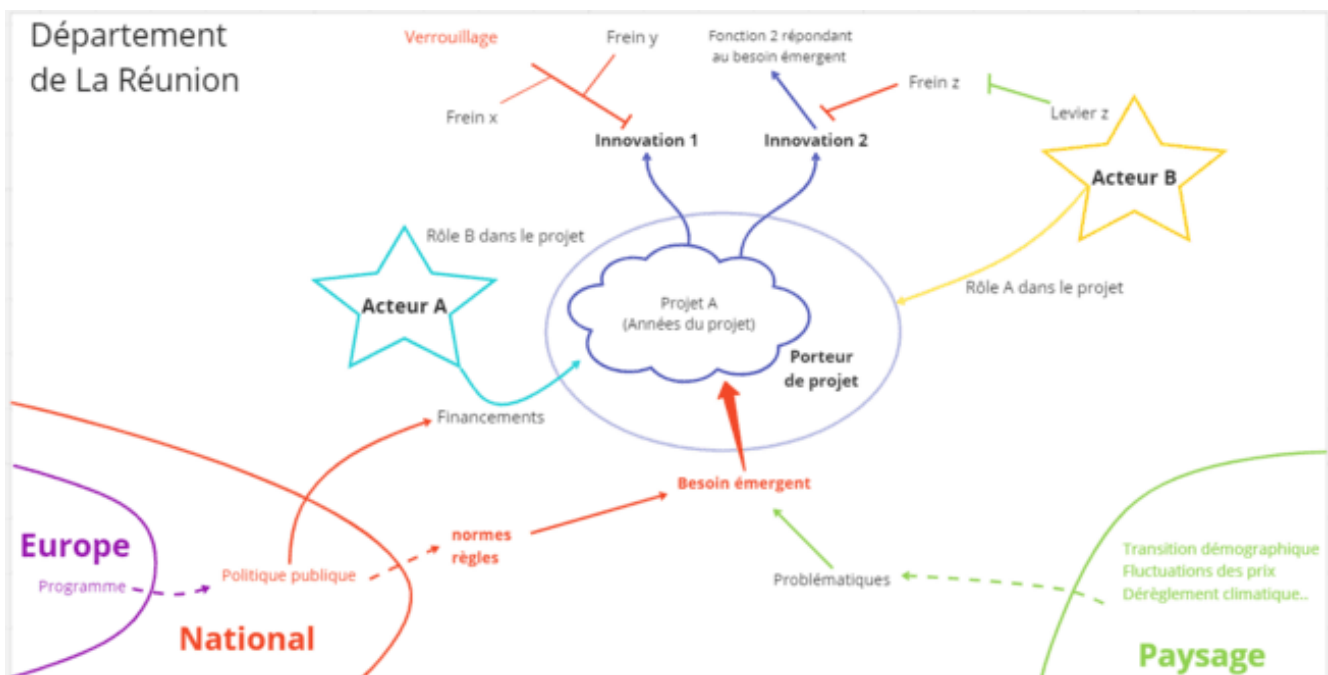 Département
de La Réunion
Verrouillage
Frein y
Frein x
Fonction 2 répondant
au besoin émergent
Frein z
Levier z
Innovation 1
Innovation 2
Acteur B
Rôle B dans le projet
Acteur A
Projet A
(Années du projet)
Rôle A dans le projet
Porteur
de projet
Financements
Besoin émergent
Europe
Programme
Politique publique
normes
règles
National
Problématiques
Transition démographique
Fluctuations des prix
Dérèglement climatique..
Paysage